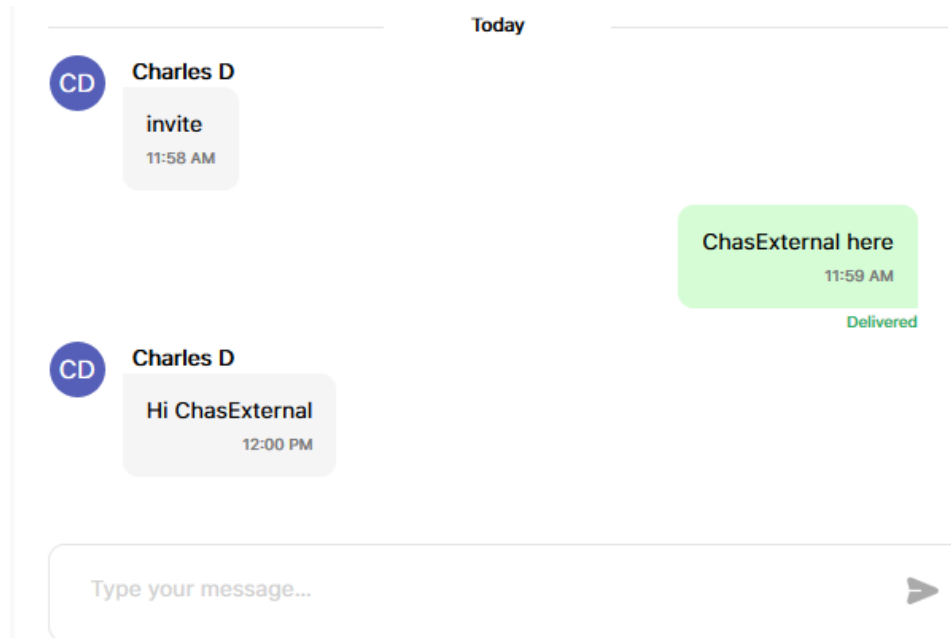 Today
CD
Charles D
invite
11:58 AM
ChasExternal here
11:59 AM
Delivered
CD
Charles D
Hi ChasExternal
12:00 PM
Type your message...